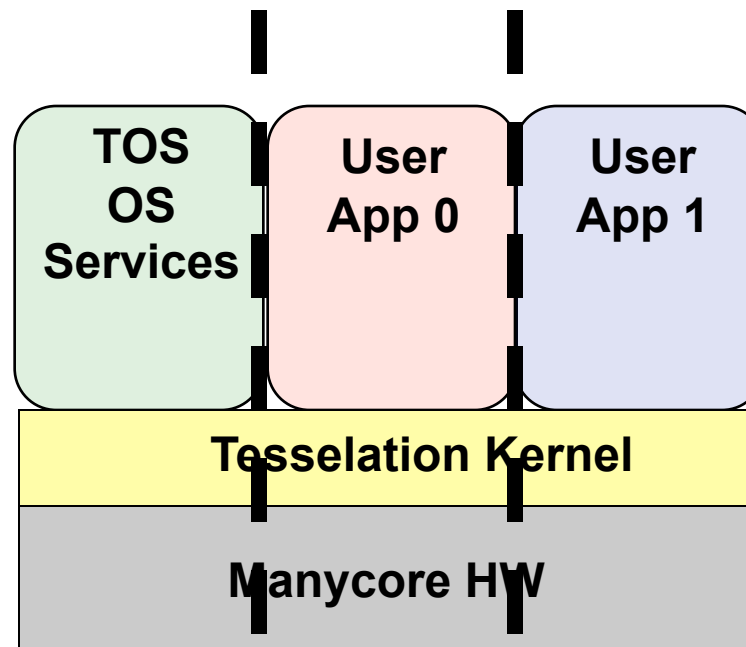 TOS
OS
Services
User
App 0
User
App 1
Tesselation Kernel
Manycore HW